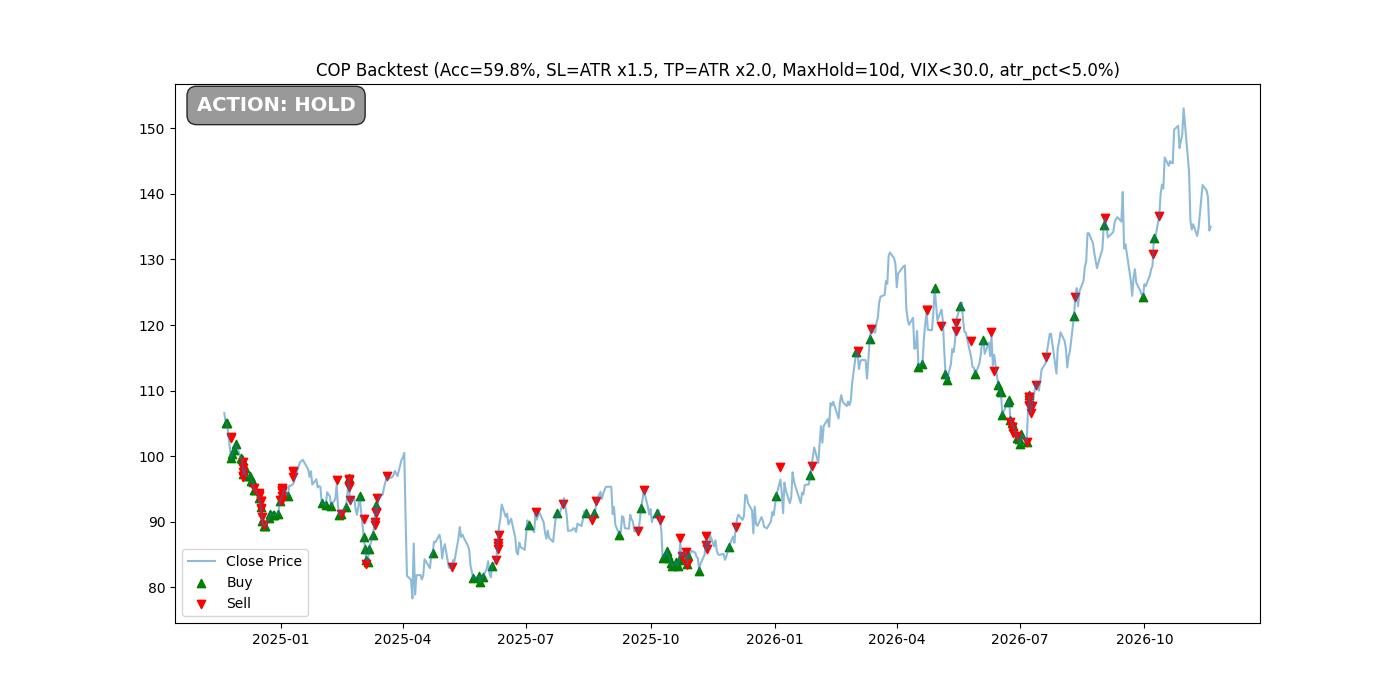 COP Backtest (Acc=59.8%, SL=ATR x1.5, TP=ATR x2.0, MaxHold=10d, VIX<30.0, atr_pct<5.0%)
ACTION: HOLD
150
140
130
120
110
100
90
80
Close Price
Buy
Sell
2025-01 2025-04 2025-07 2025-10 2026-01 2026-04 2026-07 2026-10